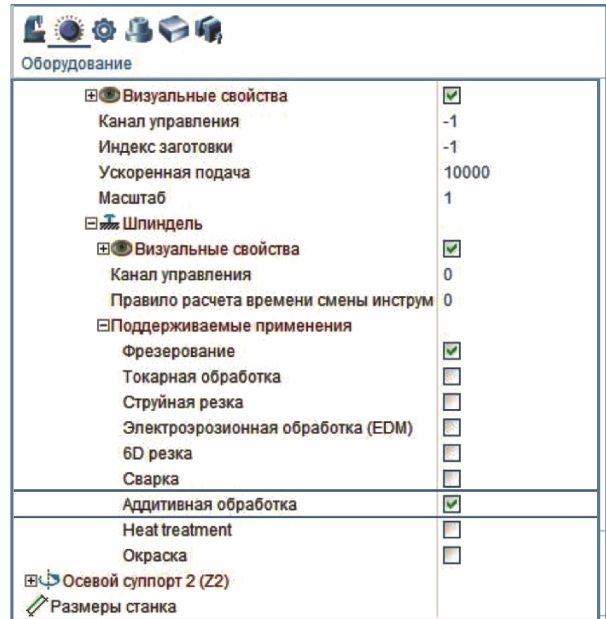 Оборудование
Визуальные свойства
Канал управления -1
Индекс заготовки -1
Ускоренная подача 10000
Масштаб 1
Шпиндель
Визуальные свойства
Канал управления 0
Правило расчета времени смены инструм 0
Поддерживаемые применения
Фрезерование
Токарная обработка
Струйная резка
Электроэрозионная обработка (EDM)
6D резка
Сварка
Аддитивная обработка
Heat treatment
Окраска
Осевой суппорт 2 (Z2)
Размеры станка